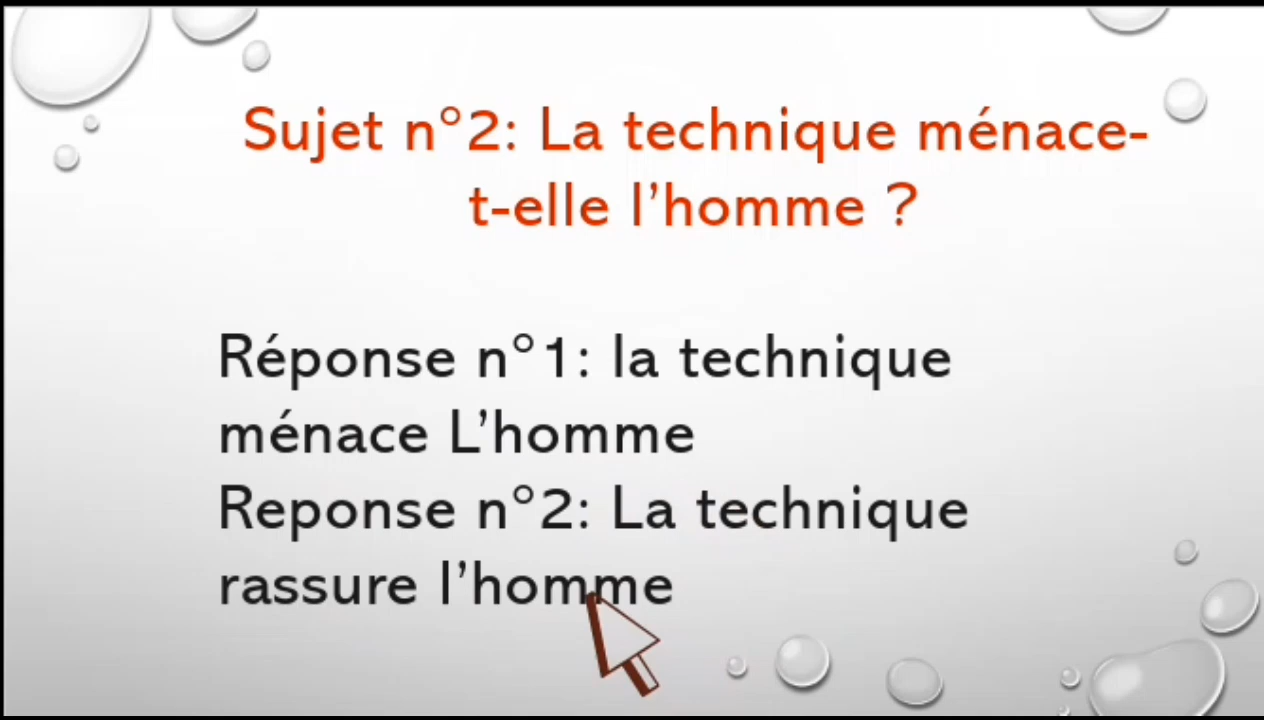 Sujet n°2: La technique ménace-
t-elle l’homme ?
Réponse n°1: la technique
ménace L’homme
Reponse n°2: La technique
rassure l’homme